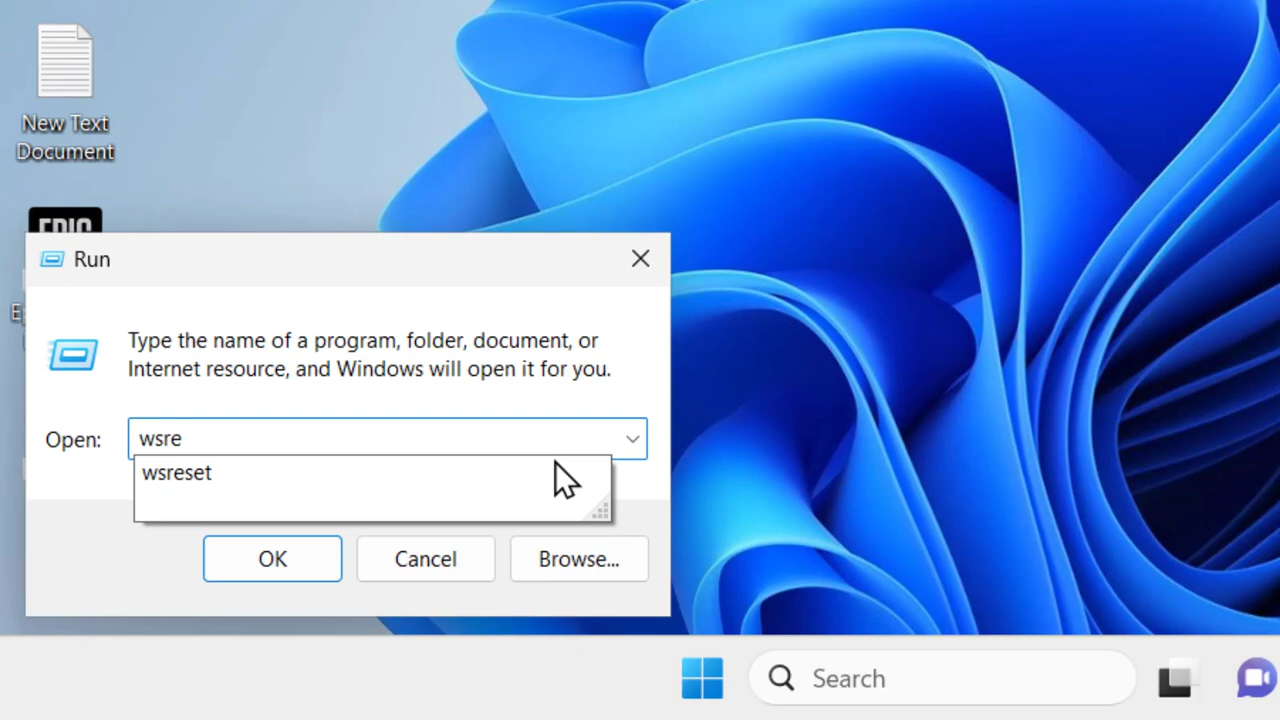 New Text
Document
EPIC
Run
Type the name of a program, folder, document, or
Internet resource, and Windows will open it for you.
Open:
wsre
wsreset
OK
Cancel
Browse...
Search